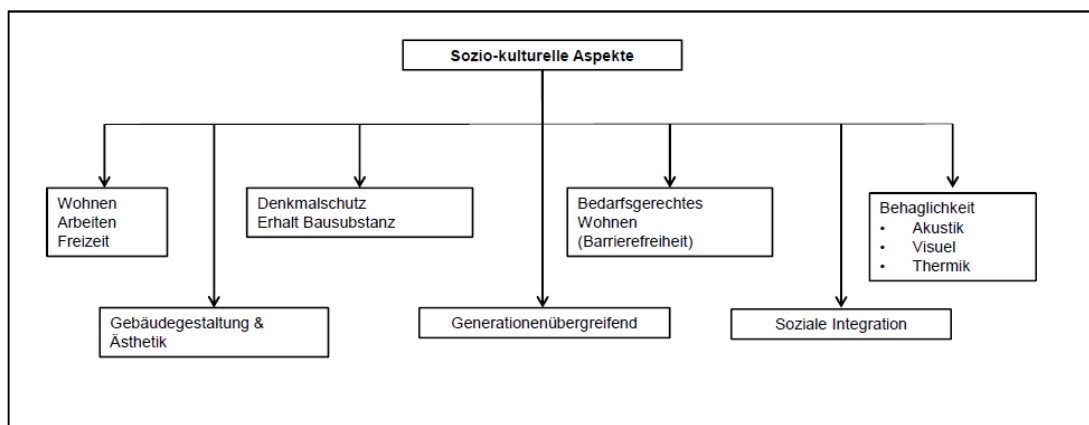 Sozio-kulturelle Aspekte
Wohnen
Arbeiten
Freizeit
Denkmalschutz
Erhalt Bausubstanz
Bedarfsgerechtes
Wohnen
(Barrierefreiheit)
Behaglichkeit
• Akustik
• Visuel
• Thermik
Gebäudegestaltung &
Ästhetik
Generationenübergreifend
Soziale Integration